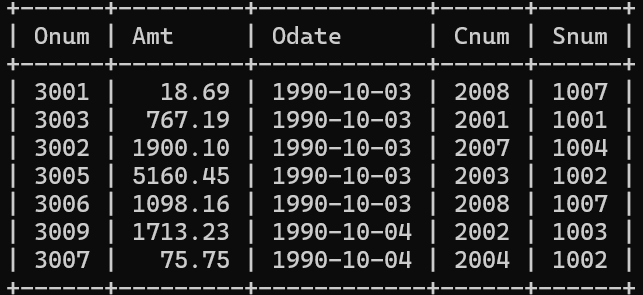 +------+---------+------------+------+------+
| Onum | Amt     | Odate      | Cnum | Snum |
+------+---------+------------+------+------+
| 3001 |   18.69 | 1990-10-03 | 2008 | 1007 |
| 3003 |  767.19 | 1990-10-03 | 2001 | 1001 |
| 3002 | 1900.10 | 1990-10-03 | 2007 | 1004 |
| 3005 | 5160.45 | 1990-10-03 | 2003 | 1002 |
| 3006 | 1098.16 | 1990-10-03 | 2008 | 1007 |
| 3009 | 1713.23 | 1990-10-04 | 2002 | 1003 |
| 3007 |   75.75 | 1990-10-04 | 2004 | 1002 |
+------+---------+------------+------+------+